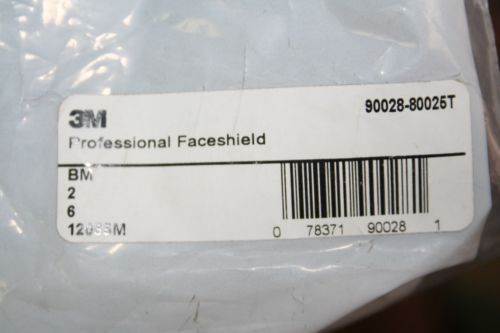 3M 90028-80025T
Professional Faceshield
BM
2
6
0 78371 90028 1